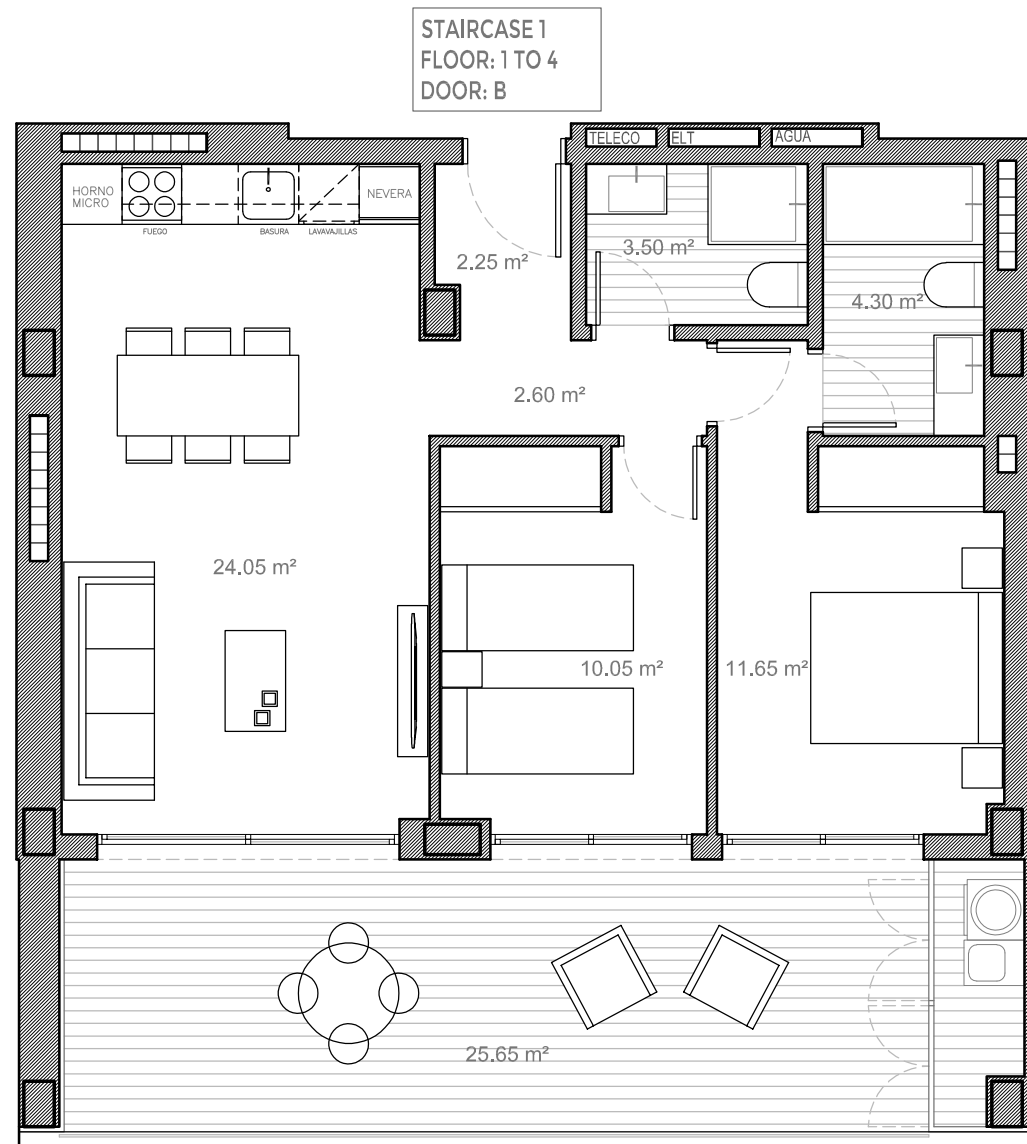 STAIRCASE 1
FLOOR: 1 TO 4
DOOR: B
TELECO
ELT
AGUA
HORNO
MICRO
NEVERA
FUEGO
BASURA
LAVAVAJILLAS
2.25 m²
3.50 m²
4.30 m²
2.60 m²
24.05 m²
10.05 m²
11.65 m²
25.65 m²